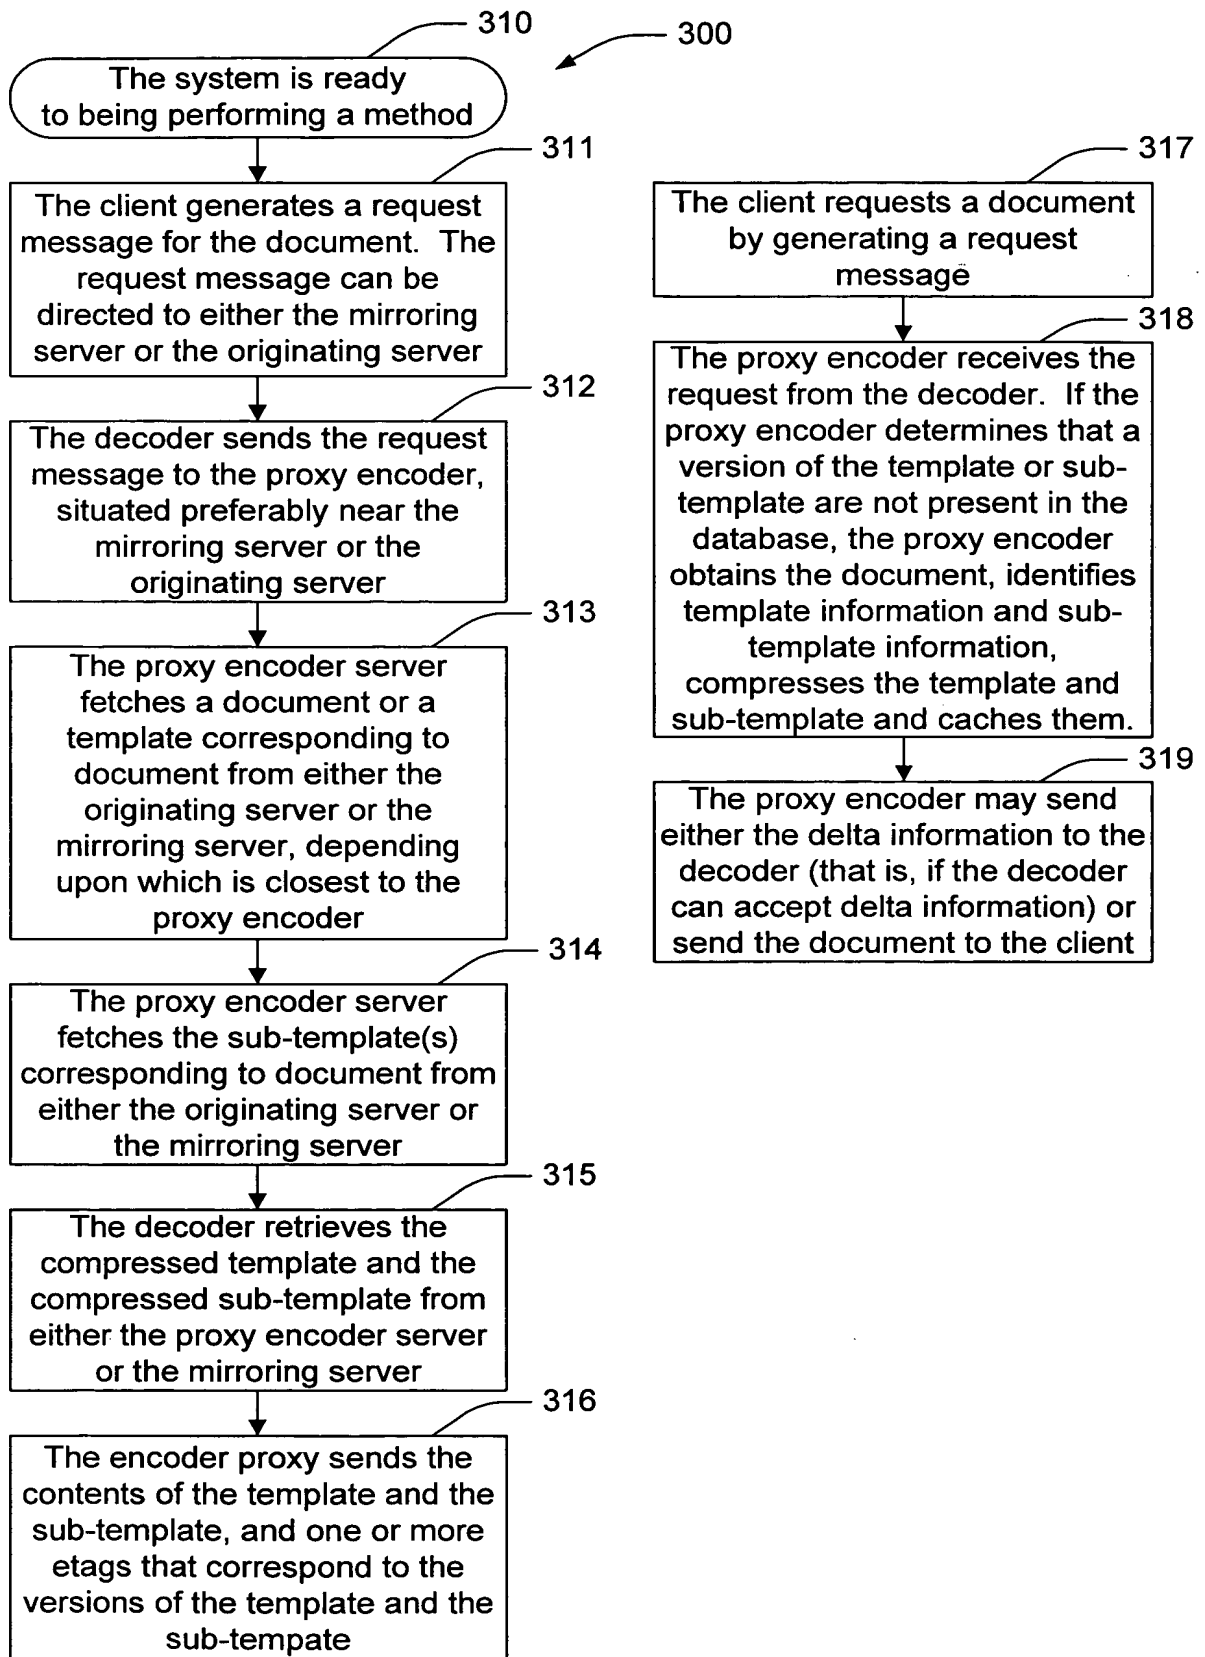 310
300
The system is ready
to being performing a method
311
The client generates a request
message for the document. The
request message can be
directed to either the mirroring
server or the originating server
312
The decoder sends the request
message to the proxy encoder,
situated preferably near the
mirroring server or the
originating server
313
The proxy encoder server
fetches a document or a
template corresponding to
document from either the
originating server or the
mirroring server, depending
upon which is closest to the
proxy encoder
314
The proxy encoder server
fetches the sub-template(s)
corresponding to document from
either the originating server or
the mirroring server
315
The decoder retrieves the
compressed template and the
compressed sub-template from
either the proxy encoder server
or the mirroring server
316
The encoder proxy sends the
contents of the template and the
sub-template, and one or more
etags that correspond to the
versions of the template and the
sub-tempate
317
The client requests a document
by generating a request
message
318
The proxy encoder receives the
request from the decoder. If the
proxy encoder determines that a
version of the template or sub-
template are not present in the
database, the proxy encoder
obtains the document, identifies
template information and sub-
template information,
compresses the template and
sub-template and caches them.
319
The proxy encoder may send
either the delta information to the
decoder (that is, if the decoder
can accept delta information) or
send the document to the client